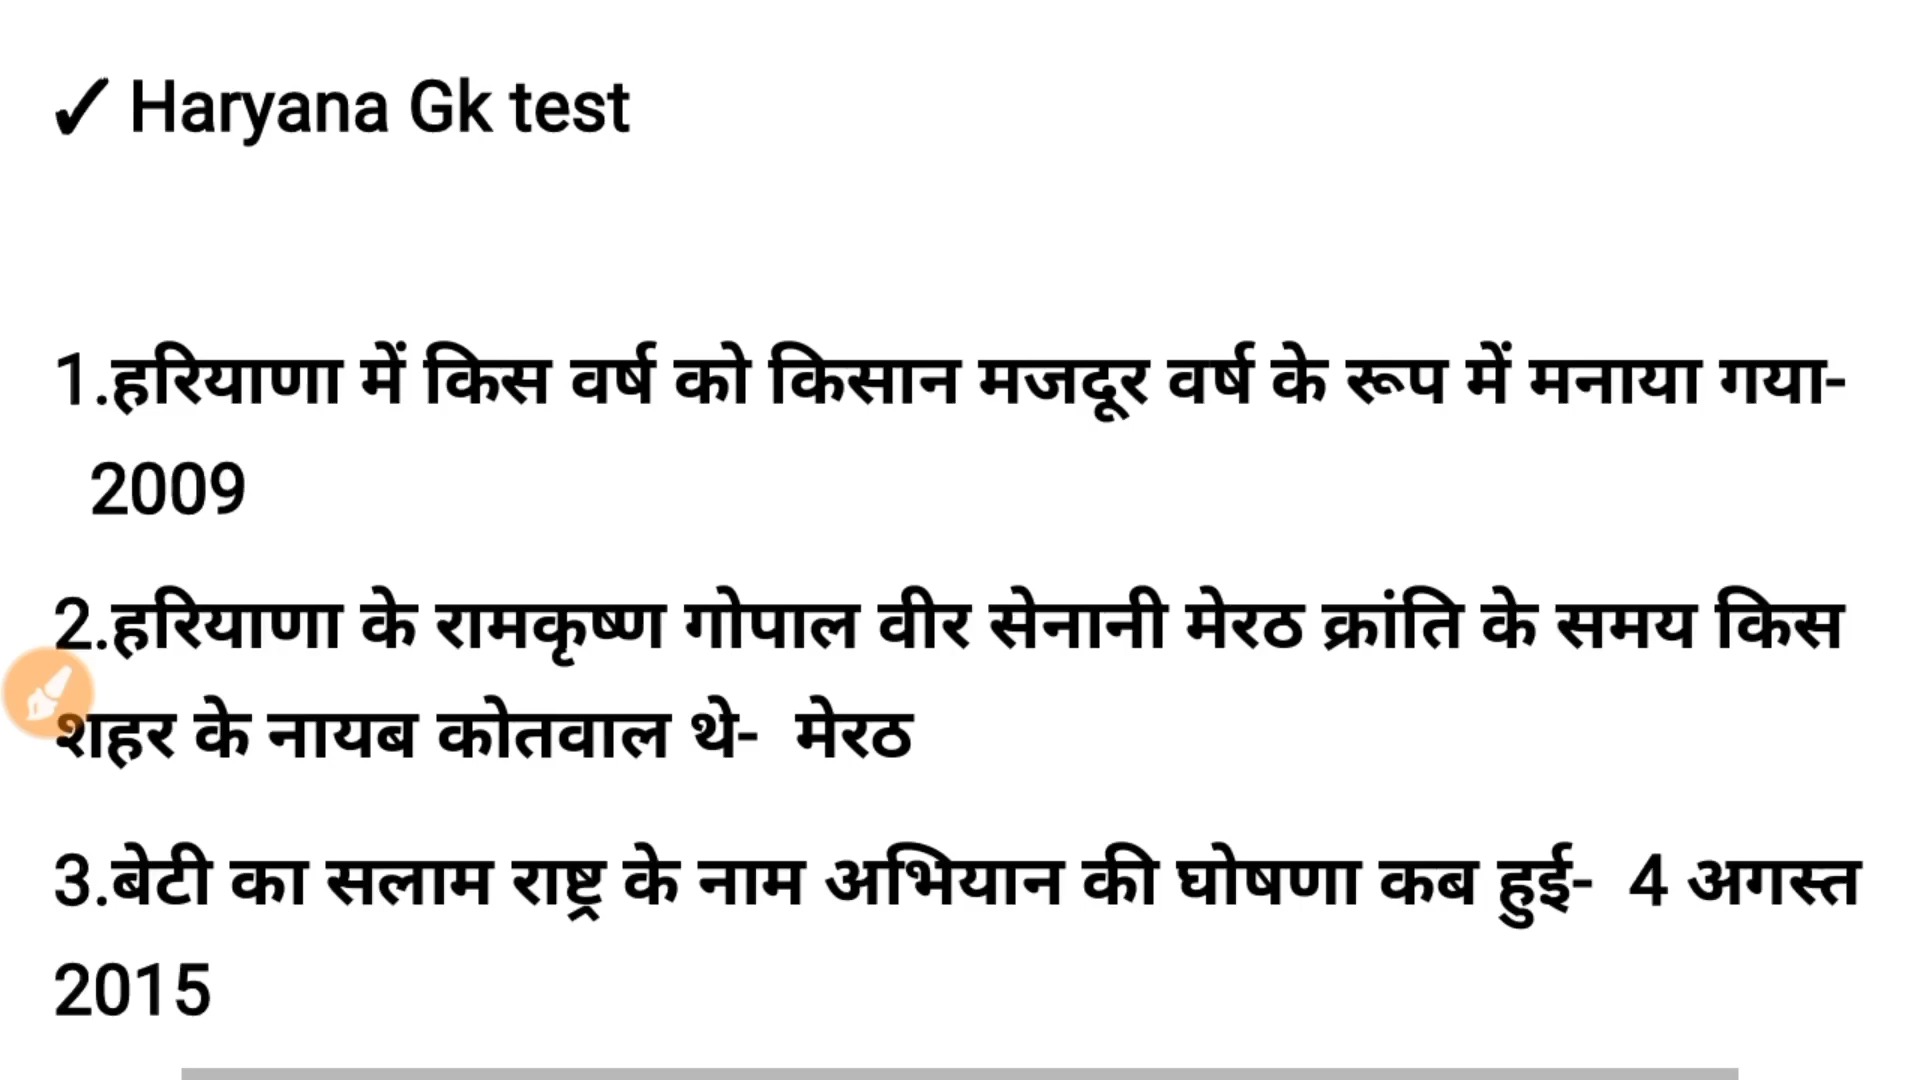 ✓ Haryana Gk test
1.हरियाणा में किस वर्ष को किसान मजदूर वर्ष के रूप में मनाया गया-
2009
2.हरियाणा के रामकृष्ण गोपाल वीर सेनानी मेरठ क्रांति के समय किस
शहर के नायब कोतवाल थे- मेरठ
3.बेटी का सलाम राष्ट्र के नाम अभियान की घोषणा कब हुई- 4 अगस्त
2015